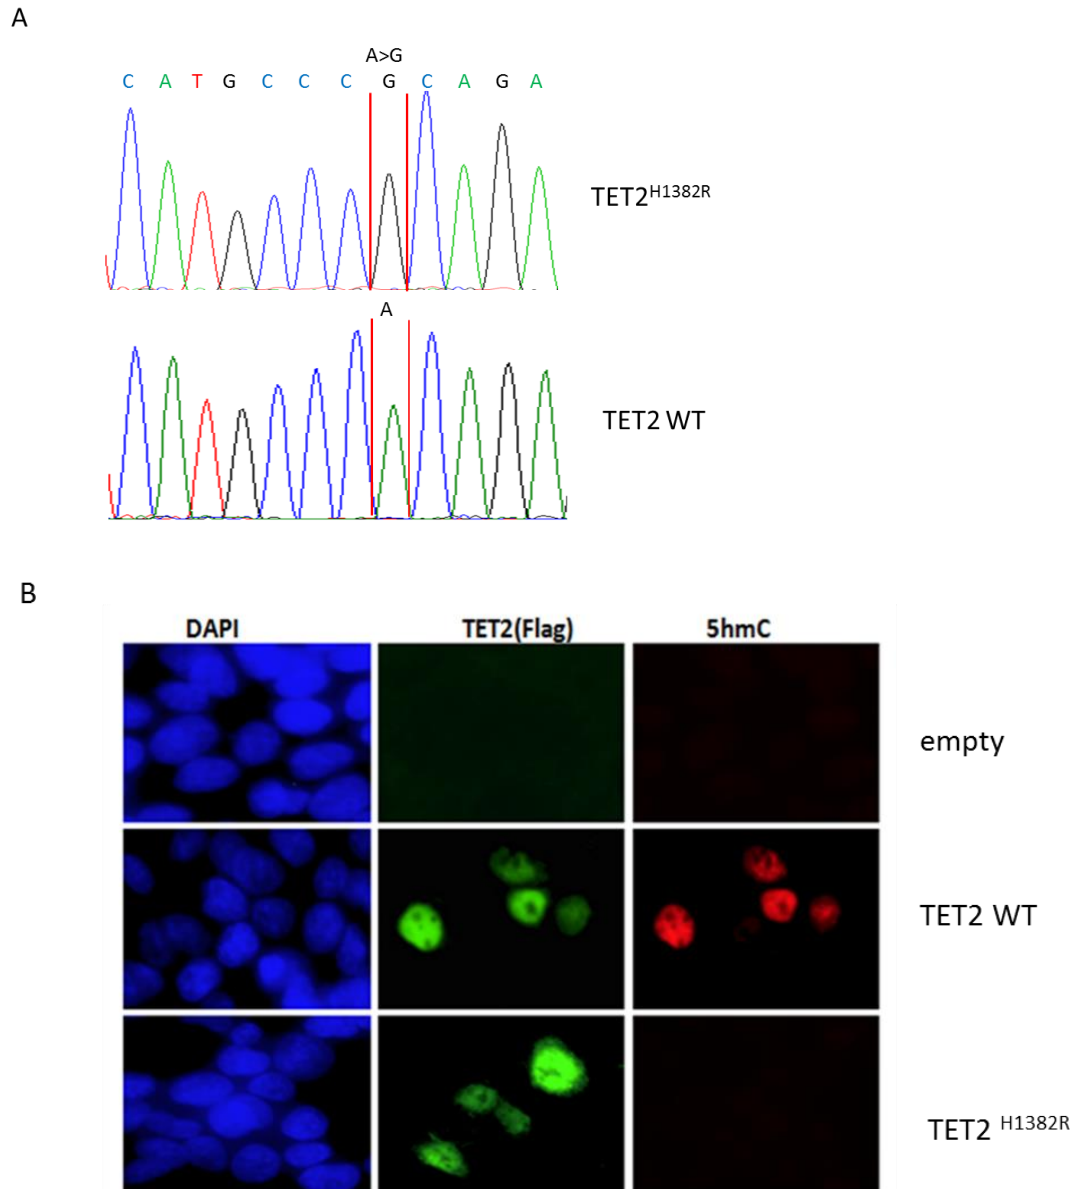 A
A>G
C A T G C C C G C A G A
TET2H1382R
A
TET2 WT
B
DAPI TET2(Flag) 5hmC
empty
TET2 WT
TET2 H1382R